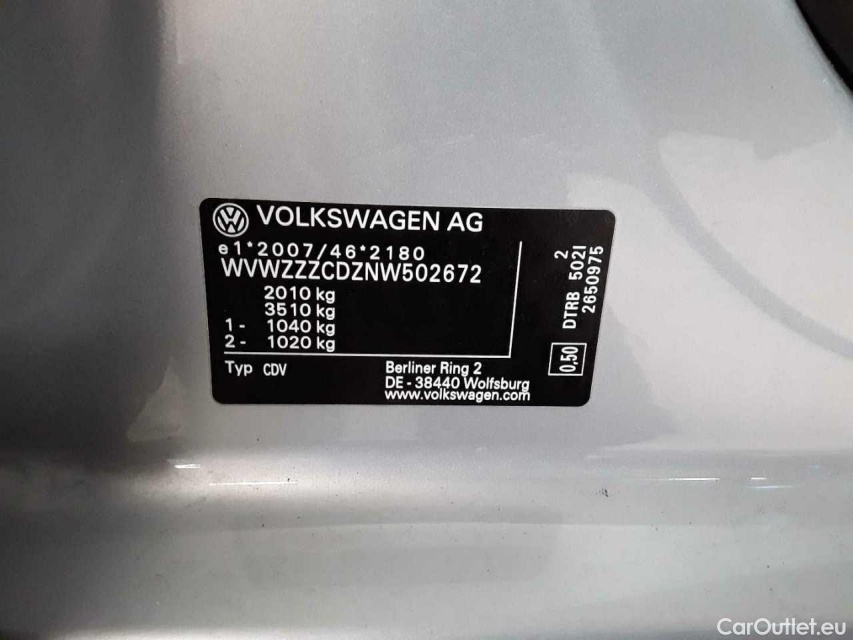 VOLKSWAGEN AG
e1*2007/46*2180
WVWZZZCDZNW502672
2010 kg
3510 kg
1- 1040 kg
2- 1020 kg
Typ CDV
Berliner Ring 2
DE-38440 Wolfsburg
www.volkswagen.com
2
DTRB 502I
2650975
0,50
CarOutlet.eu